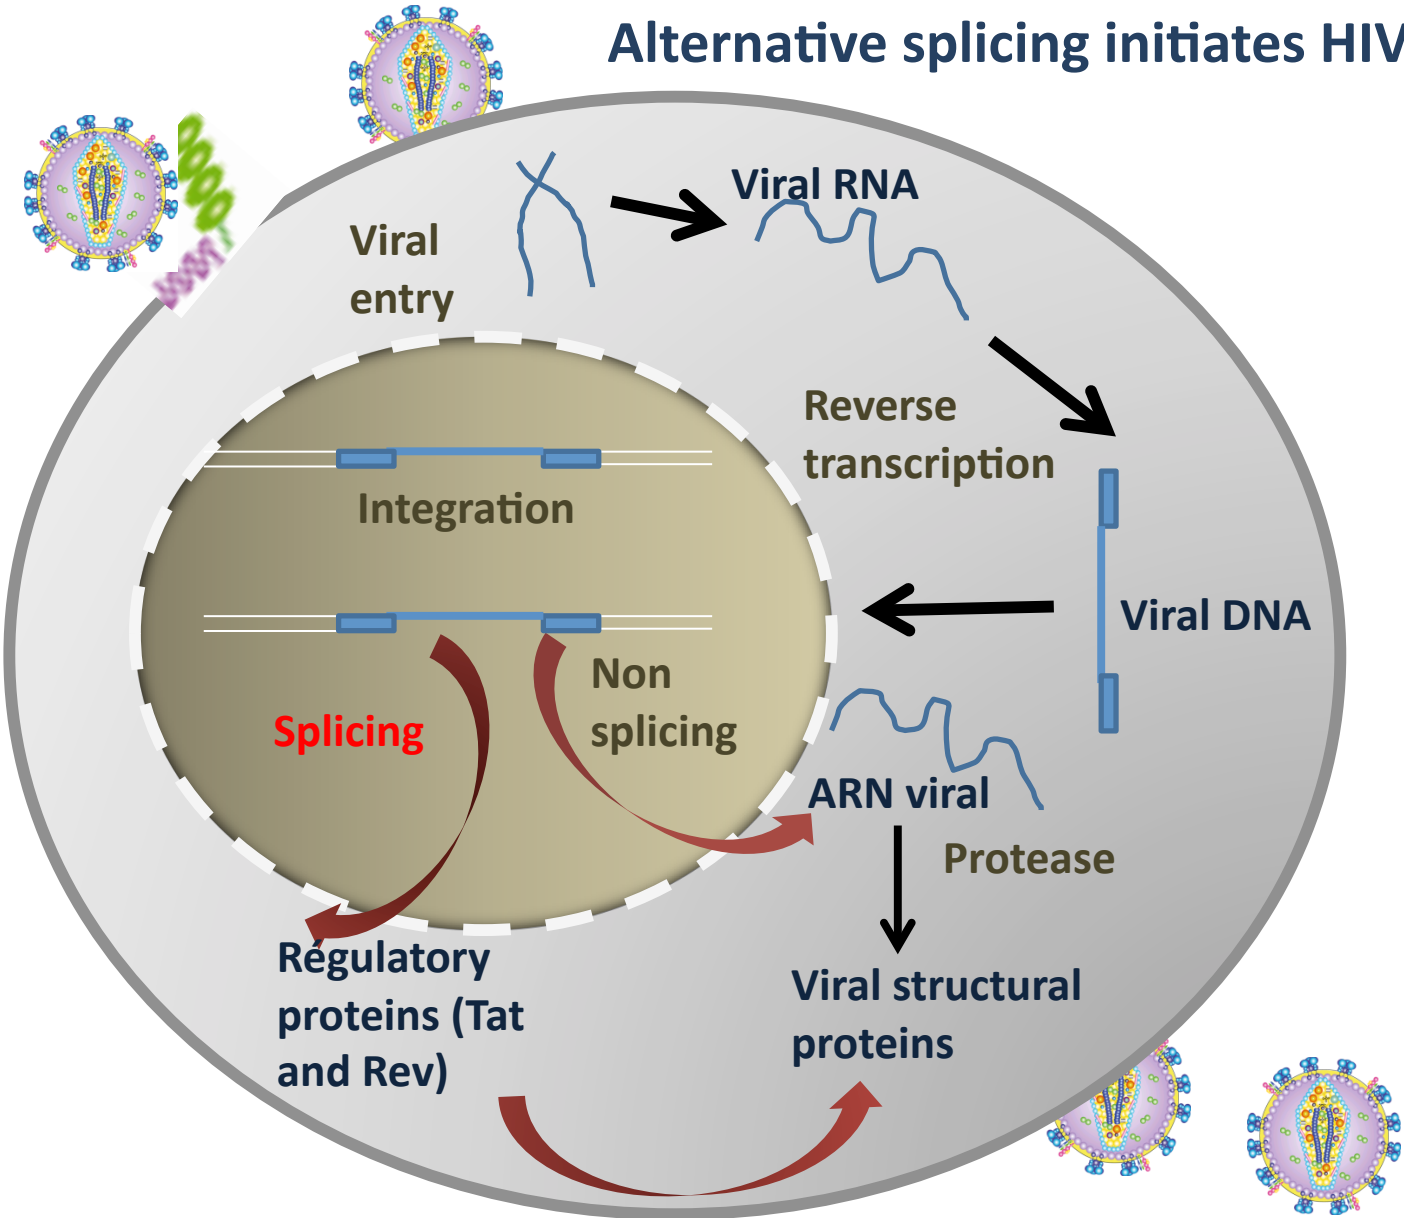 Alternative splicing initiates HIV
Viral RNA
Viral
entry
Reverse
transcription
Integration
Viral DNA
Non
splicing
Splicing
ARN viral
Protease
Régulatory
proteins (Tat
and Rev)
Viral structural
proteins